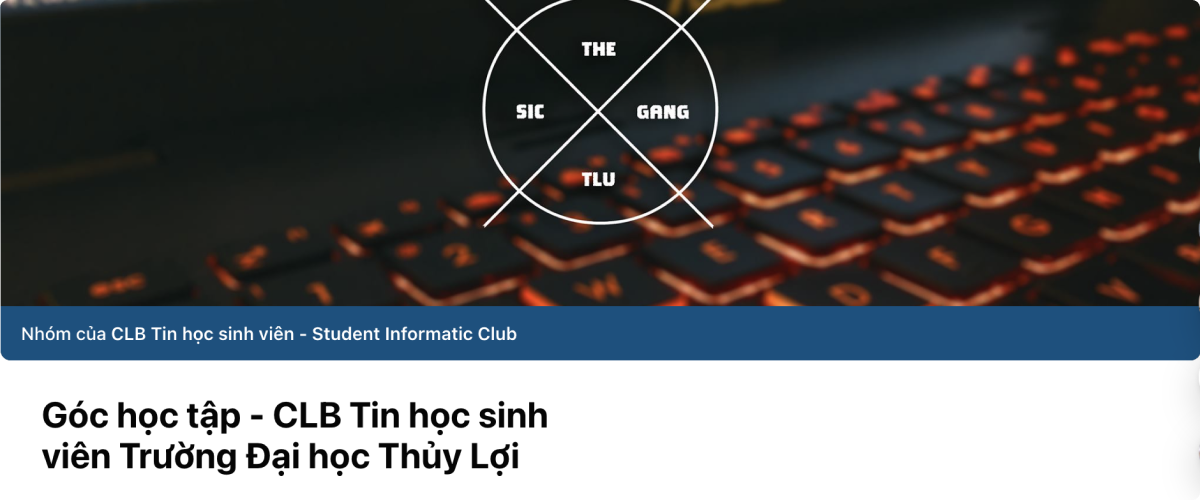 THE
SIC GANG
TLU
Nhóm của CLB Tin học sinh viên - Student Informatic Club
Góc học tập - CLB Tin học sinh
viên Trường Đại học Thủy Lợi